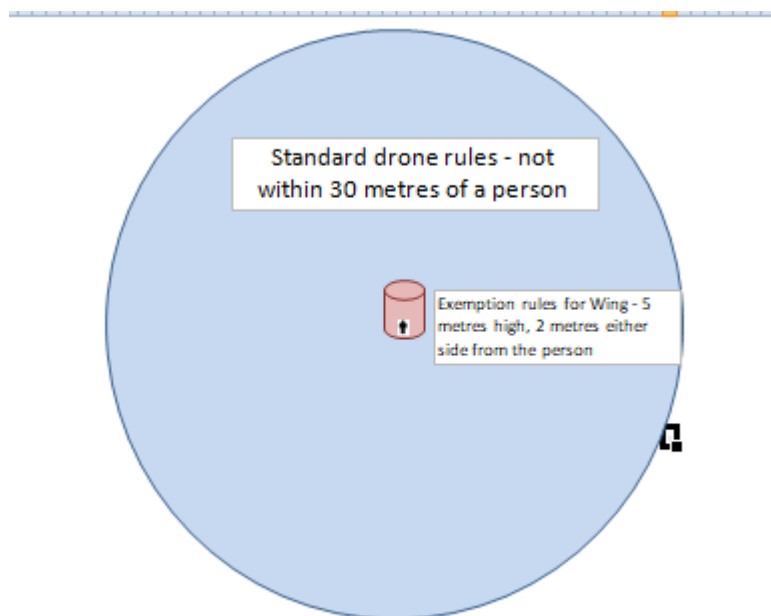 Standard drone rules - not
within 30 metres of a person
Exemption rules for Wing - 5
metres high, 2 metres either
side from the person